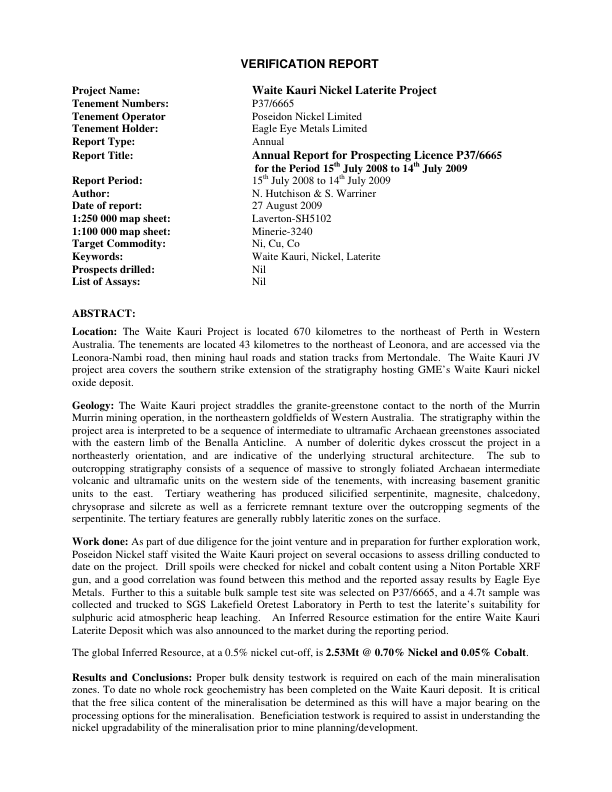 VERIFICATION REPORT
Project Name: Waite Kauri Nickel Laterite Project
Tenement Numbers: P37/6665
Tenement Operator Poseidon Nickel Limited
Tenement Holder: Eagle Eye Metals Limited
Report Type: Annual
Report Title: Annual Report for Prospecting Licence P37/6665
for the Period 15th July 2008 to 14th July 2009
Report Period: 15th July 2008 to 14th July 2009
Author: N. Hutchison & S. Warriner
Date of report: 27 August 2009
1:250 000 map sheet: Laverton-SH5102
1:100 000 map sheet: Minerie-3240
Target Commodity: Ni, Cu, Co
Keywords: Waite Kauri, Nickel, Laterite
Prospects drilled: Nil
List of Assays: Nil
ABSTRACT:
Location: The Waite Kauri Project is located 670 kilometres to the northeast of Perth in Western
Australia. The tenements are located 43 kilometres to the northeast of Leonora, and are accessed via the
Leonora-Nambi road, then mining haul roads and station tracks from Mertondale. The Waite Kauri JV
project area covers the southern strike extension of the stratigraphy hosting GME's Waite Kauri nickel
oxide deposit.
Geology: The Waite Kauri project straddles the granite-greenstone contact to the north of the Murrin
Murrin mining operation, in the northeastern goldfields of Western Australia. The stratigraphy within the
project area is interpreted to be a sequence of intermediate to ultramafic Archaean greenstones associated
with the eastern limb of the Benalla Anticline. A number of doleritic dykes crosscut the project in a
northeasterly orientation, and are indicative of the underlying structural architecture. The sub to
outcropping stratigraphy consists of a sequence of massive to strongly foliated Archaean intermediate
volcanic and ultramafic units on the western side of the tenements, with increasing basement granitic
units to the east. Tertiary weathering has produced silicified serpentinite, magnesite, chalcedony,
chrysoprase and silcrete as well as a ferricrete remnant texture over the outcropping segments of the
serpentinite. The tertiary features are generally rubbly lateritic zones on the surface.
Work done: As part of due diligence for the joint venture and in preparation for further exploration work,
Poseidon Nickel staff visited the Waite Kauri project on several occasions to assess drilling conducted to
date on the project. Drill spoils were checked for nickel and cobalt content using a Niton Portable XRF
gun, and a good correlation was found between this method and the reported assay results by Eagle Eye
Metals. Further to this a suitable bulk sample test site was selected on P37/6665, and a 4.7t sample was
collected and trucked to SGS Lakefield Oretest Laboratory in Perth to test the laterite's suitability for
sulphuric acid atmospheric heap leaching. An Inferred Resource estimation for the entire Waite Kauri
Laterite Deposit which was also announced to the market during the reporting period.
The global Inferred Resource, at a 0.5% nickel cut-off, is 2.53Mt @ 0.70% Nickel and 0.05% Cobalt.
Results and Conclusions: Proper bulk density testwork is required on each of the main mineralisation
zones. To date no whole rock geochemistry has been completed on the Waite Kauri deposit. It is critical
that the free silica content of the mineralisation be determined as this will have a major bearing on the
processing options for the mineralisation. Beneficiation testwork is required to assist in understanding the
nickel upgradability of the mineralisation prior to mine planning/development.